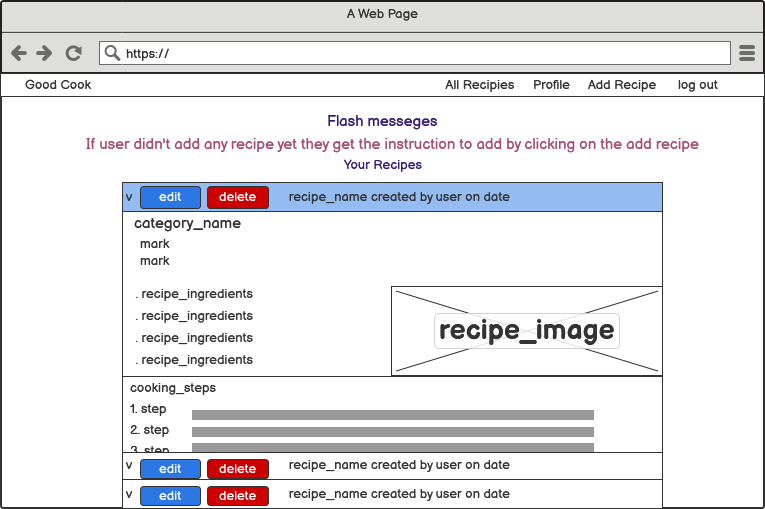 A Web Page
https://
Good Cook All Recipies Profile Add Recipe log out
Flash messeges
If user didn't add any recipe yet they get the instruction to add by clicking on the add recipe
Your Recipes
v edit delete recipe_name created by user on date
category_name
mark
mark
. recipe_ingredients
. recipe_ingredients
. recipe_ingredients
. recipe_ingredients
recipe_image
cooking_steps
1. step
2. step
3. step
v edit delete recipe_name created by user on date
v edit delete recipe_name created by user on date